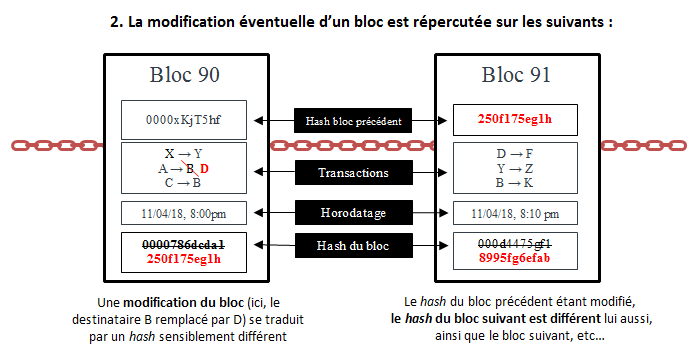 2. La modification éventuelle d'un bloc est répercutée sur les suivants :
Bloc 90
0000xKjT5hf
X → Y
A → B D
C → B
11/04/18, 8:00pm
0000786dcda1
250f175eg1h
Hash bloc précédent
Transactions
Horodatage
Hash du bloc
Bloc 91
250f175eg1h
D → F
Y → Z
B → K
11/04/18, 8:10 pm
000d4475gf1
8995fg6efab
Une modification du bloc (ici, le
destinataire B remplacé par D) se traduit
par un hash sensiblement différent
Le hash du bloc précédent étant modifié,
le hash du bloc suivant est différent lui aussi,
ainsi que le bloc suivant, etc...